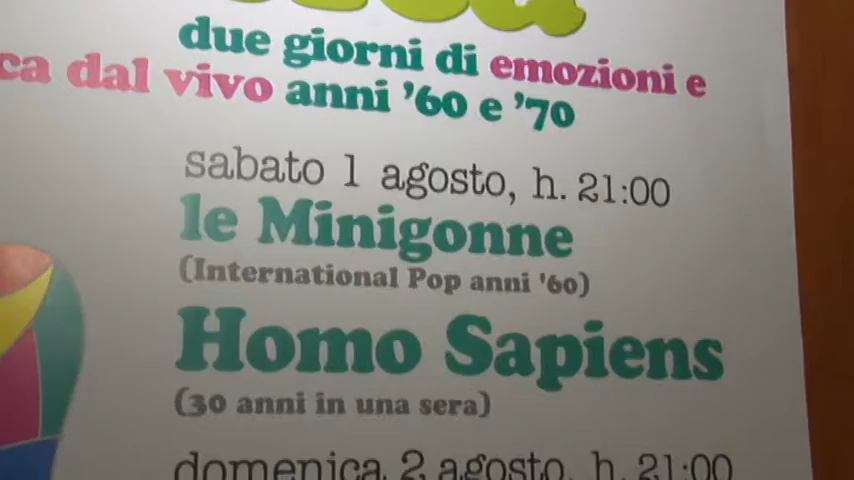 due giorni di emozioni e
dal vivo anni '60 e '70
sabato 1 agosto, h. 21:00
le Minigonne
(International Pop anni '60)
Homo Sapiens
(30 anni in una sera)
domenica 2 agosto, h. 21:00